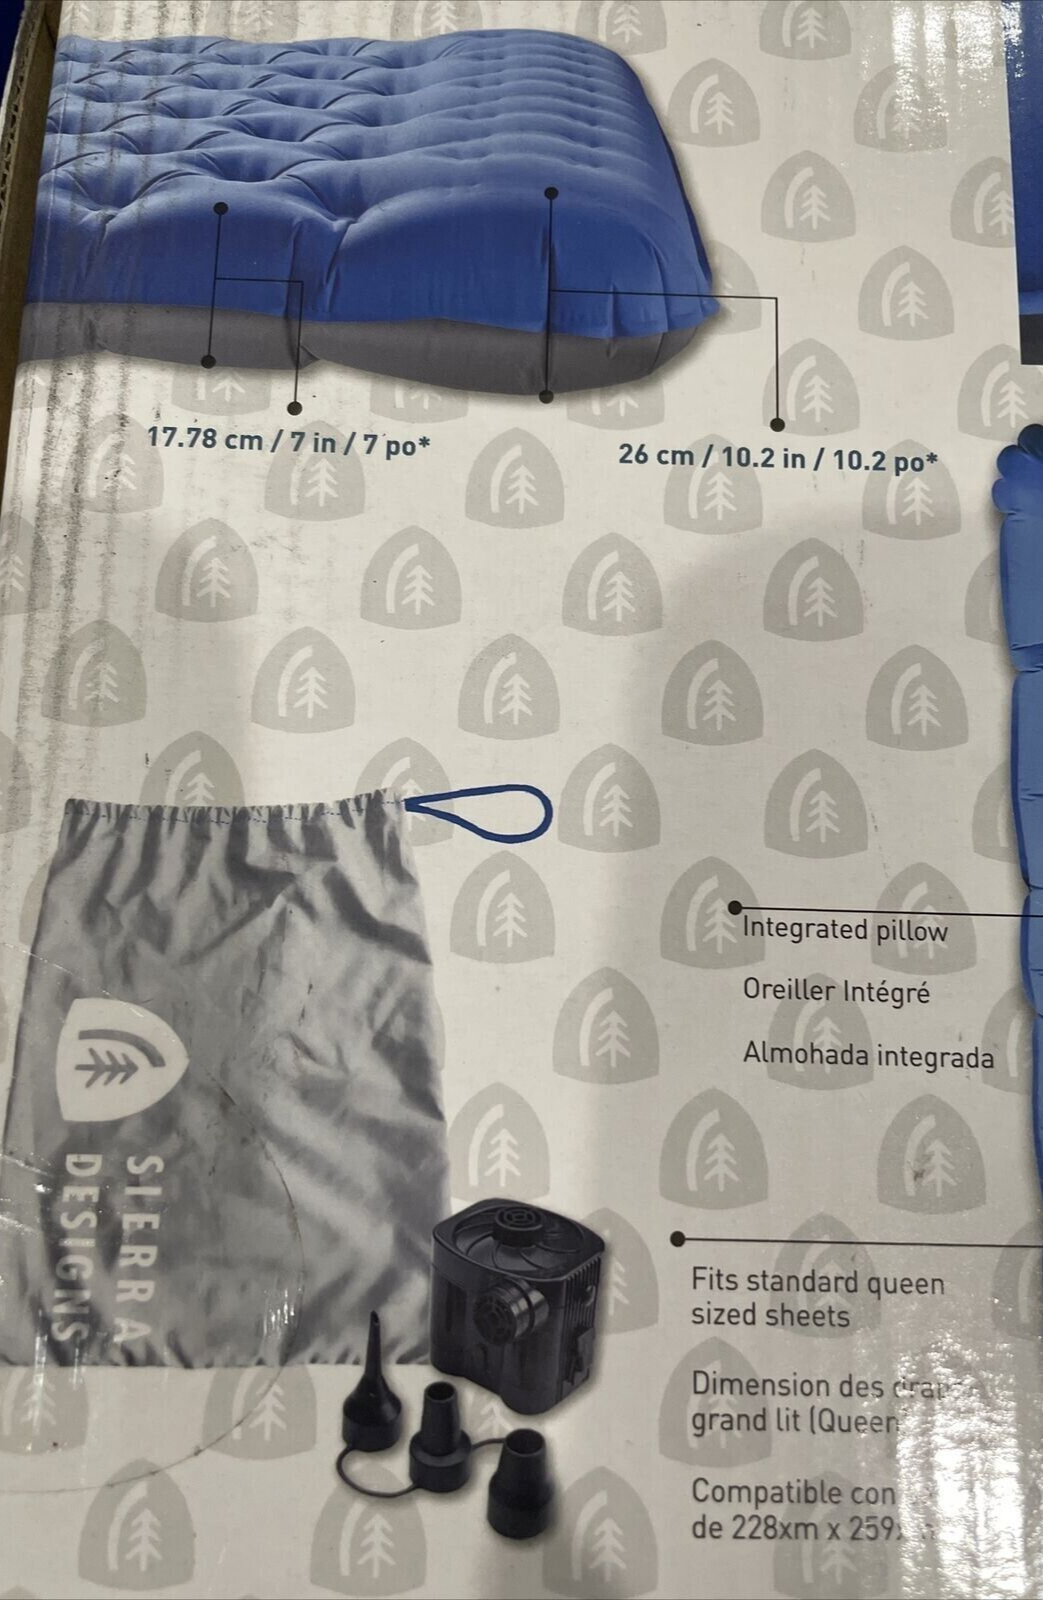 17.78 cm / 7 in / 7 po*
26 cm / 10.2 in / 10.2 po*
Integrated pillow
Oreiller Intégré
Almohada integrada
SIERRA
DESIGNS
Fits standard queen
sized sheets
Dimension des
grand lit (Queen
Compatible con
de 228xm x 259